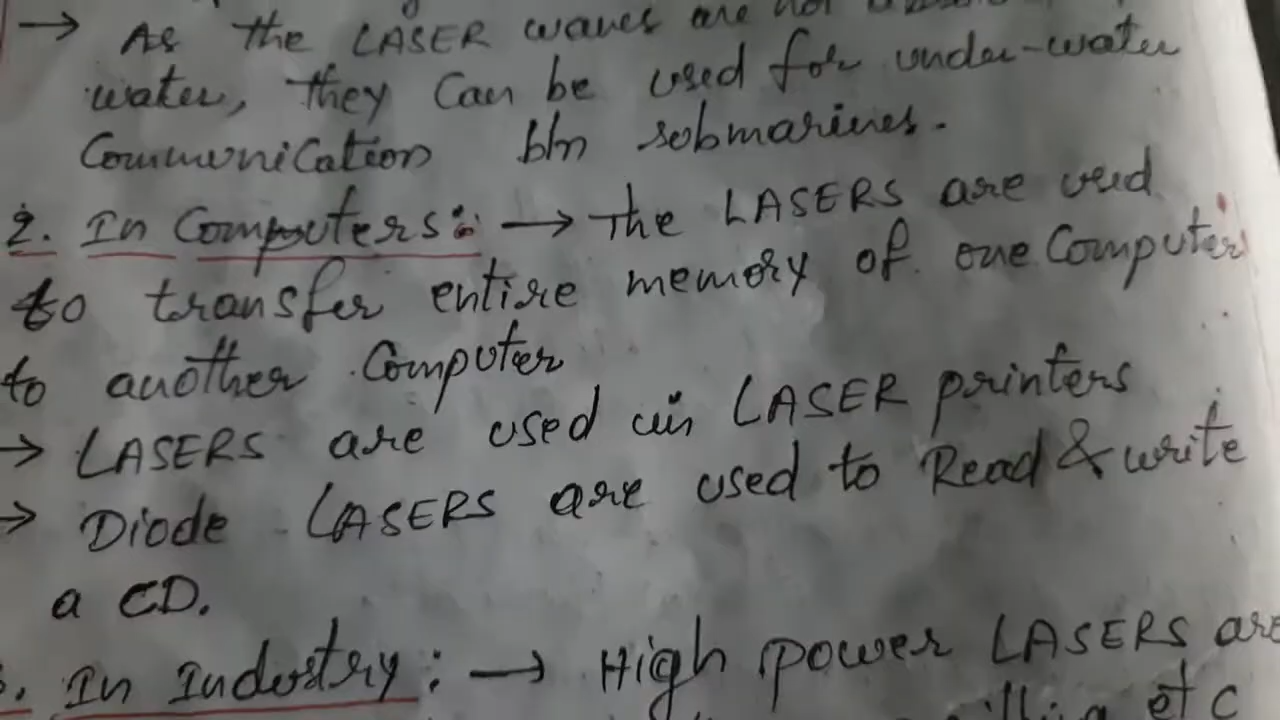 → As the LASER waves are not
water, they can be used for under-water
Communication btn submarines.
2. In Computers: → The LASERS are used
to transfer entire memory of one Computer
to another Computer
→ LASERS are used in LASER printers
→ Diode LASERS are used to Read & write
a CD.
3. In Industry: → High power LASERS are
etc